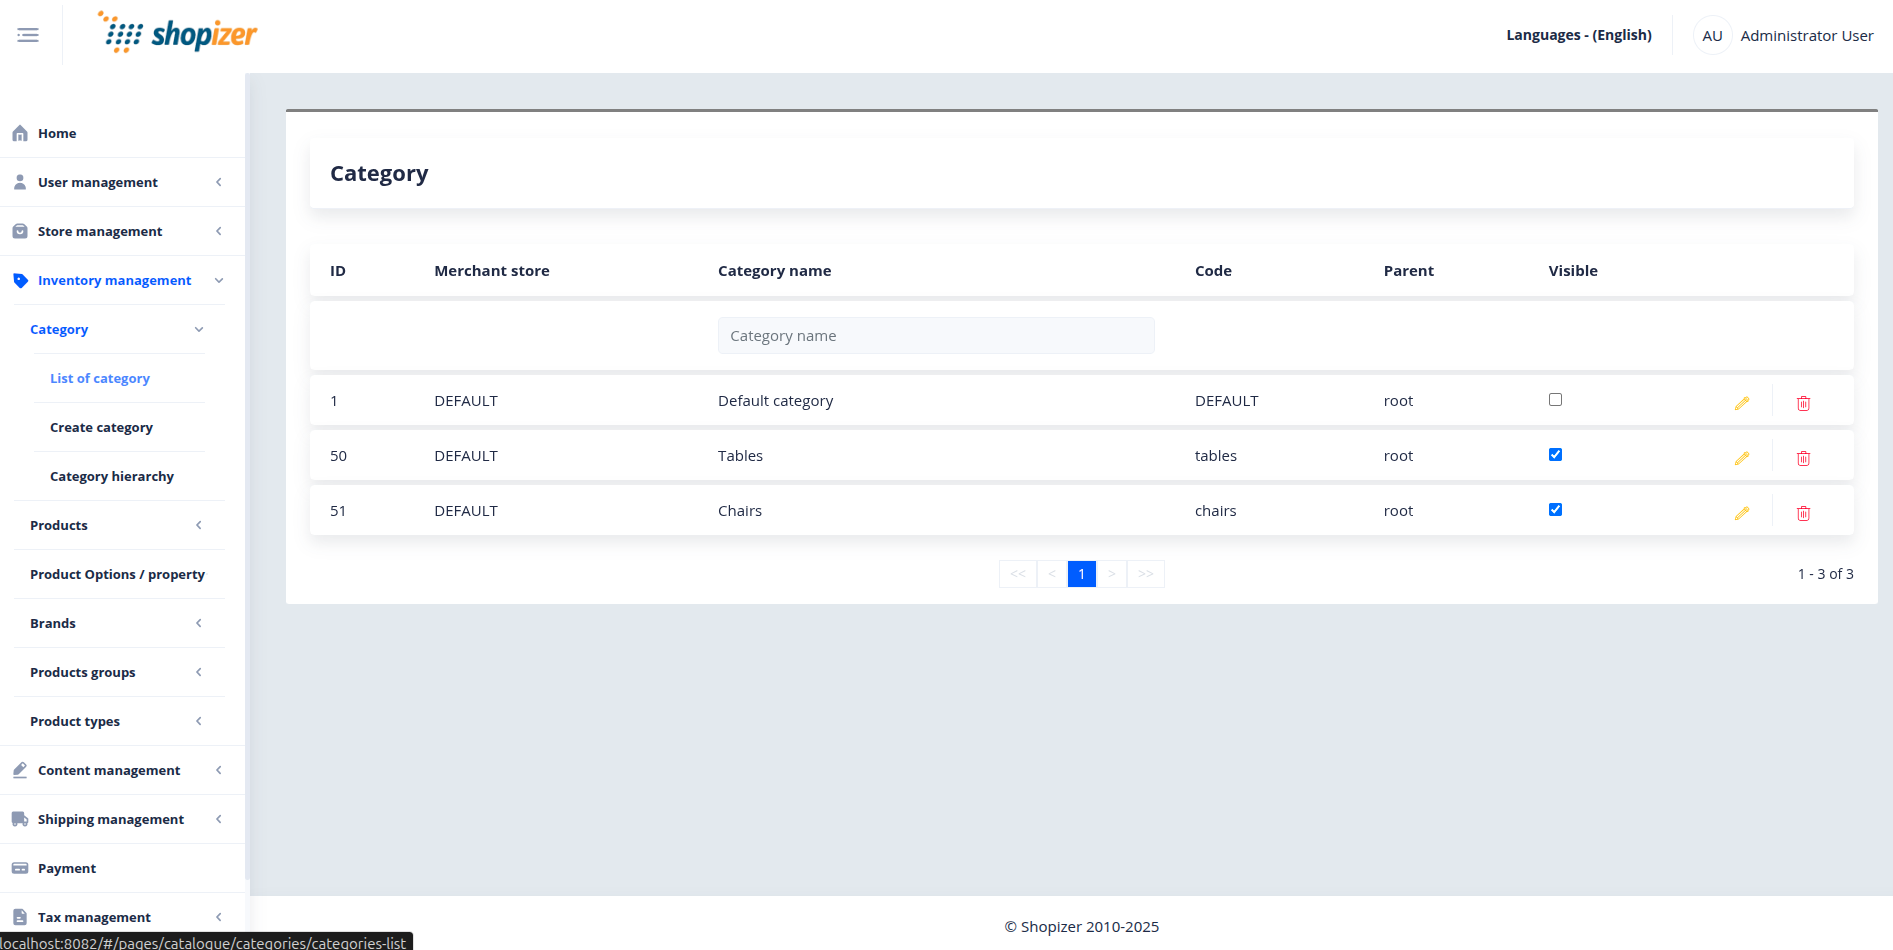 shopizer
Languages - (English)
AU
Administrator User
Home
User management
Store management
Inventory management
Category
List of category
Create category
Category hierarchy
Products
Product Options / property
Brands
Products groups
Product types
Content management
Shipping management
Payment
Tax management
localhost:8082/#/pages/catalogue/categories/categories-list
Category
ID Merchant store Category name Code Parent Visible
Category name
1 DEFAULT Default category DEFAULT root
50 DEFAULT Tables tables root
51 DEFAULT Chairs chairs root
<< < 1 > >>
1 - 3 of 3
© Shopizer 2010-2025